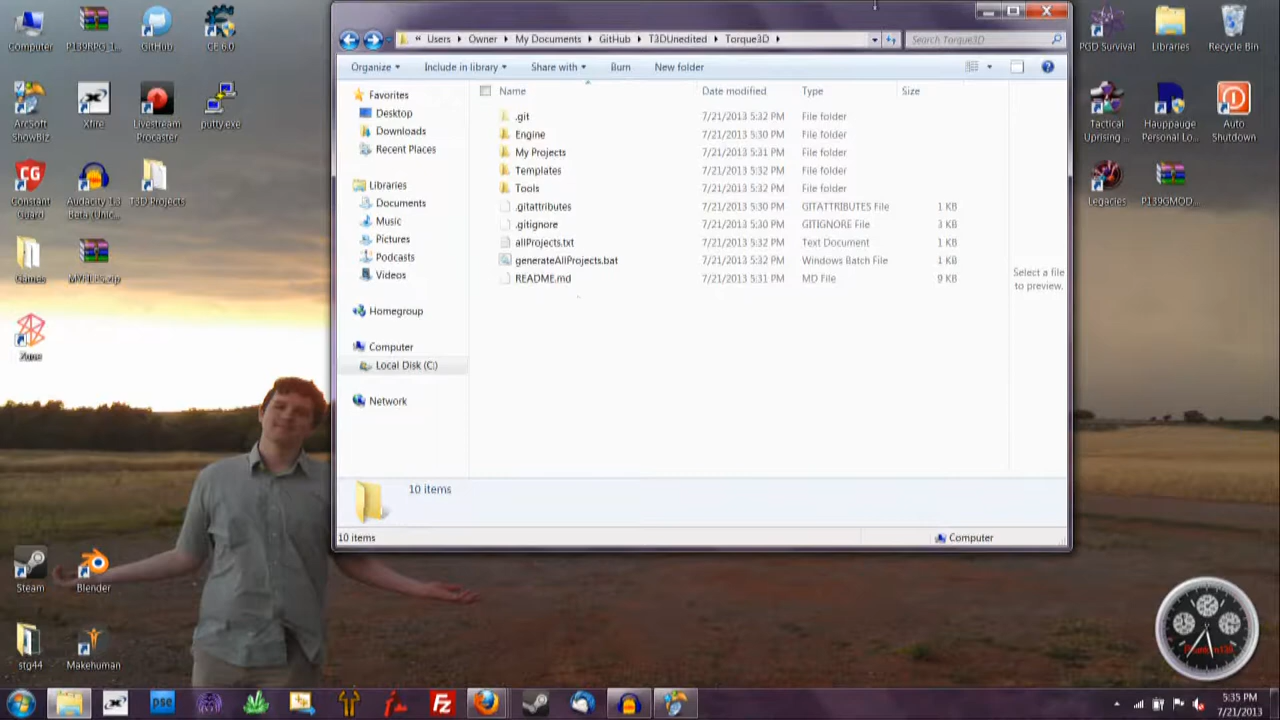 Computer
P139RPG 1...
GitHub
CE 6.0
ArcSoft ShowBiz
Xfire
Livestream Procaster
putty.exe
Constant Guard
Audacity 1.3 Beta (Unic...
T3D Projects
Games
Zune
Steam
Blender
stg44
Makehuman
« Users Owner My Documents GitHub T3DUnedited Torque3D
Search Torque3D
Organize Include in library Share with Burn New folder
Name Date modified Type Size
.git 7/21/2013 5:32 PM File folder
Engine 7/21/2013 5:30 PM File folder
My Projects 7/21/2013 5:31 PM File folder
Templates 7/21/2013 5:32 PM File folder
Tools 7/21/2013 5:32 PM File folder
.gitattributes 7/21/2013 5:30 PM GITATTRIBUTES File 1 KB
.gitignore 7/21/2013 5:30 PM GITIGNORE File 3 KB
allProjects.txt 7/21/2013 5:32 PM Text Document 1 KB
generateAllProjects.bat 7/21/2013 5:32 PM Windows Batch File 1 KB
README.md 7/21/2013 5:31 PM MD File 9 KB
Favorites
Desktop
Downloads
Recent Places
Libraries
Documents
Music
Pictures
Podcasts
Videos
Homegroup
Computer
Local Disk (C:)
Network
Select a file
to preview.
10 items
10 items
Computer
PGD Survival
Libraries
Recycle Bin
Tactical Uprising ...
Hauppauge Personal Lo...
Auto Shutdown
Legacies
P139GMOD...
pse
Fz
5:35 PM
7/21/2013